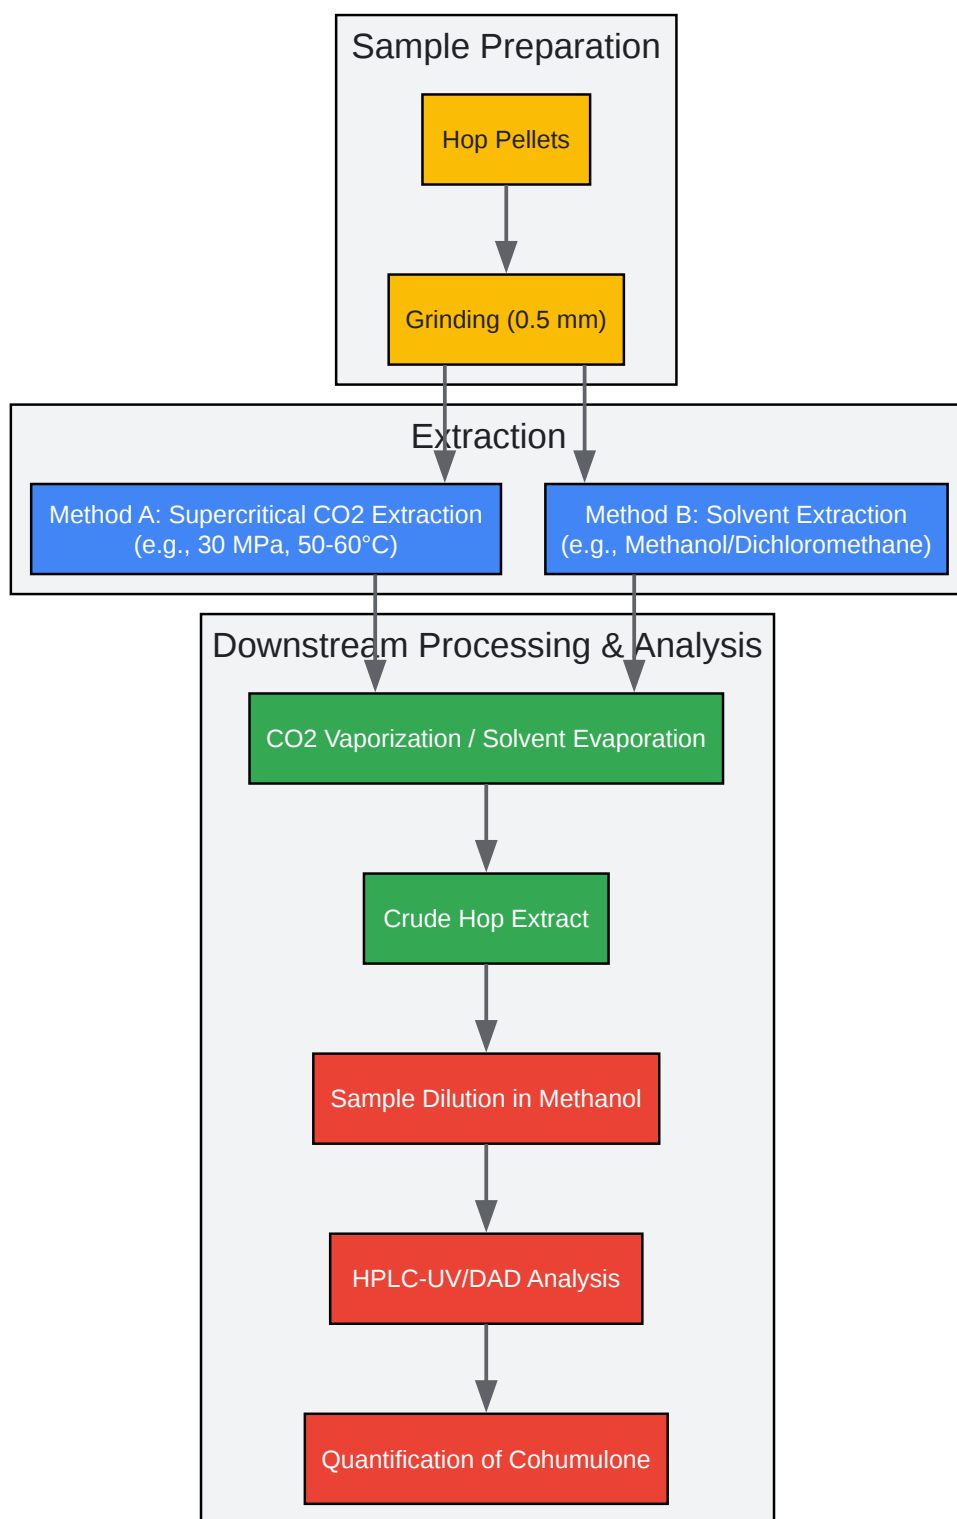 Sample Preparation
Hop Pellets
Grinding (0.5 mm)
Extraction
Method A: Supercritical CO2 Extraction
(e.g., 30 MPa, 50-60°C)
Method B: Solvent Extraction
(e.g., Methanol/Dichloromethane)
Downstream Processing & Analysis
CO2 Vaporization / Solvent Evaporation
Crude Hop Extract
Sample Dilution in Methanol
HPLC-UV/DAD Analysis
Quantification of Cohumulone